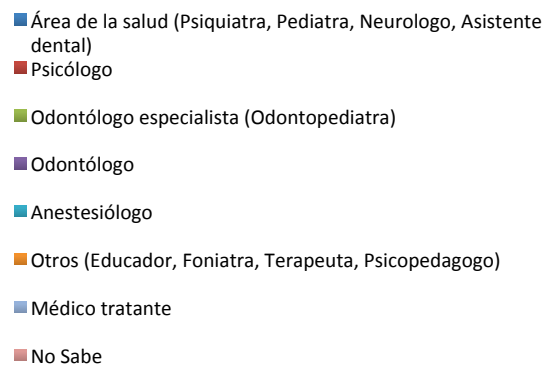 Área de la salud (Psiquiatra, Pediatra, Neurologo, Asistente
dental)
Psicólogo
Odontólogo especialista (Odontopediatra)
Odontólogo
Anestesiólogo
Otros (Educador, Foniatra, Terapeuta, Psicopedagogo)
Médico tratante
No Sabe